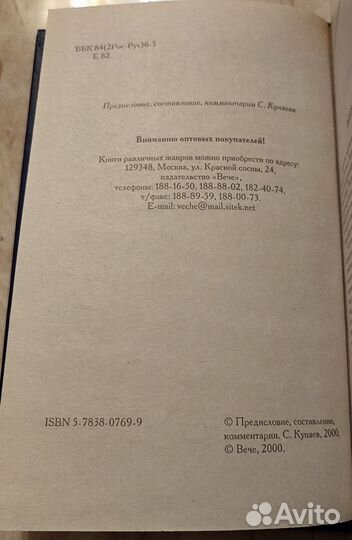 ББК 84(2Рос-Рус)6-5
Е 82
Предисловие, составление, комментарии С. Куняева
Вниманию оптовых покупателей!
Книги различных жанров можно приобрести по адресу:
129348, Москва, ул. Красной сосны, 24,
издательство «Вече»,
телефоны: 188-16-50, 188-88-02, 182-40-74,
т/факс: 188-89-59, 188-00-73.
E-mail: veche@mail.sitek.net
ISBN 5-7838-0769-9
© Предисловие, составление,
комментарии. С. Куняев, 2000.
© Вече, 2000.
Avito